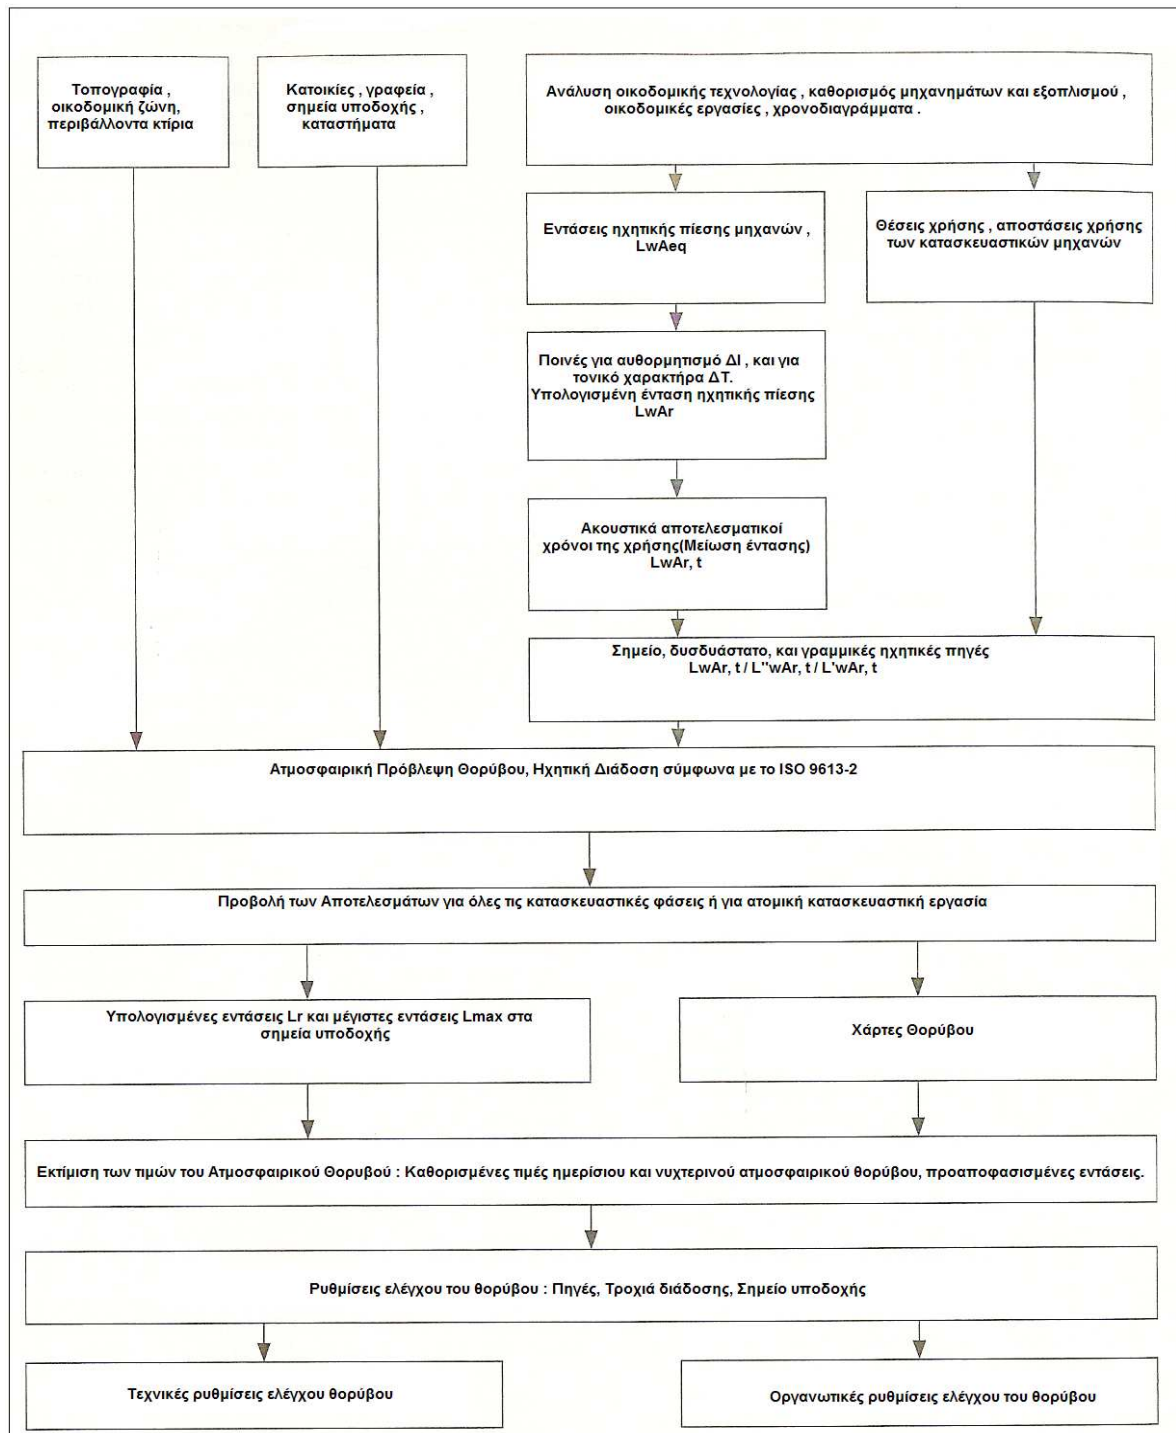 Τοπογραφία ,
οικοδομική ζώνη,
περιβάλλοντα κτίρια
Κατοικίες , γραφεία ,
σημεία υποδοχής ,
καταστήματα
Ανάλυση οικοδομικής τεχνολογίας , καθορισμός μηχανημάτων και εξοπλισμού ,
οικοδομικές εργασίες , χρονοδιαγράμματα .
Εντάσεις ηχητικής πίεσης μηχανών ,
LwAeq
Θέσεις χρήσης , αποστάσεις χρήσης
των κατασκευαστικών μηχανών
Ποινές για αυθορμητισμό ΔΙ , και για
τονικό χαρακτήρα ΔΤ.
Υπολογισμένη ένταση ηχητικής πίεσης
LwAr
Ακουστικά αποτελεσματικοί
χρόνοι της χρήσης(Μείωση έντασης)
LwAr, t
Σημείο, δυσδυάστατο, και γραμμικές ηχητικές πηγές
LwAr, t / L''wAr, t / L'wAr, t
Ατμοσφαιρική Πρόβλεψη Θορύβου, Ηχητική Διάδοση σύμφωνα με το ISO 9613-2
Προβολή των Αποτελεσμάτων για όλες τις κατασκευαστικές φάσεις ή για ατομική κατασκευαστική εργασία
Υπολογισμένες εντάσεις Lr και μέγιστες εντάσεις Lmax στα
σημεία υποδοχής
Χάρτες Θορύβου
Εκτίμιση των τιμών του Ατμοσφαιρικού Θορυβού : Καθορισμένες τιμές ημερίσιου και νυχτερινού ατμοσφαιρικού θορύβου, προαποφασισμένες εντάσεις.
Ρυθμίσεις ελέγχου του θορύβου : Πηγές, Τροχιά διάδοσης, Σημείο υποδοχής
Τεχνικές ρυθμίσεις ελέγχου θορύβου
Οργανωτικές ρυθμίσεις ελέγχου του θορύβου